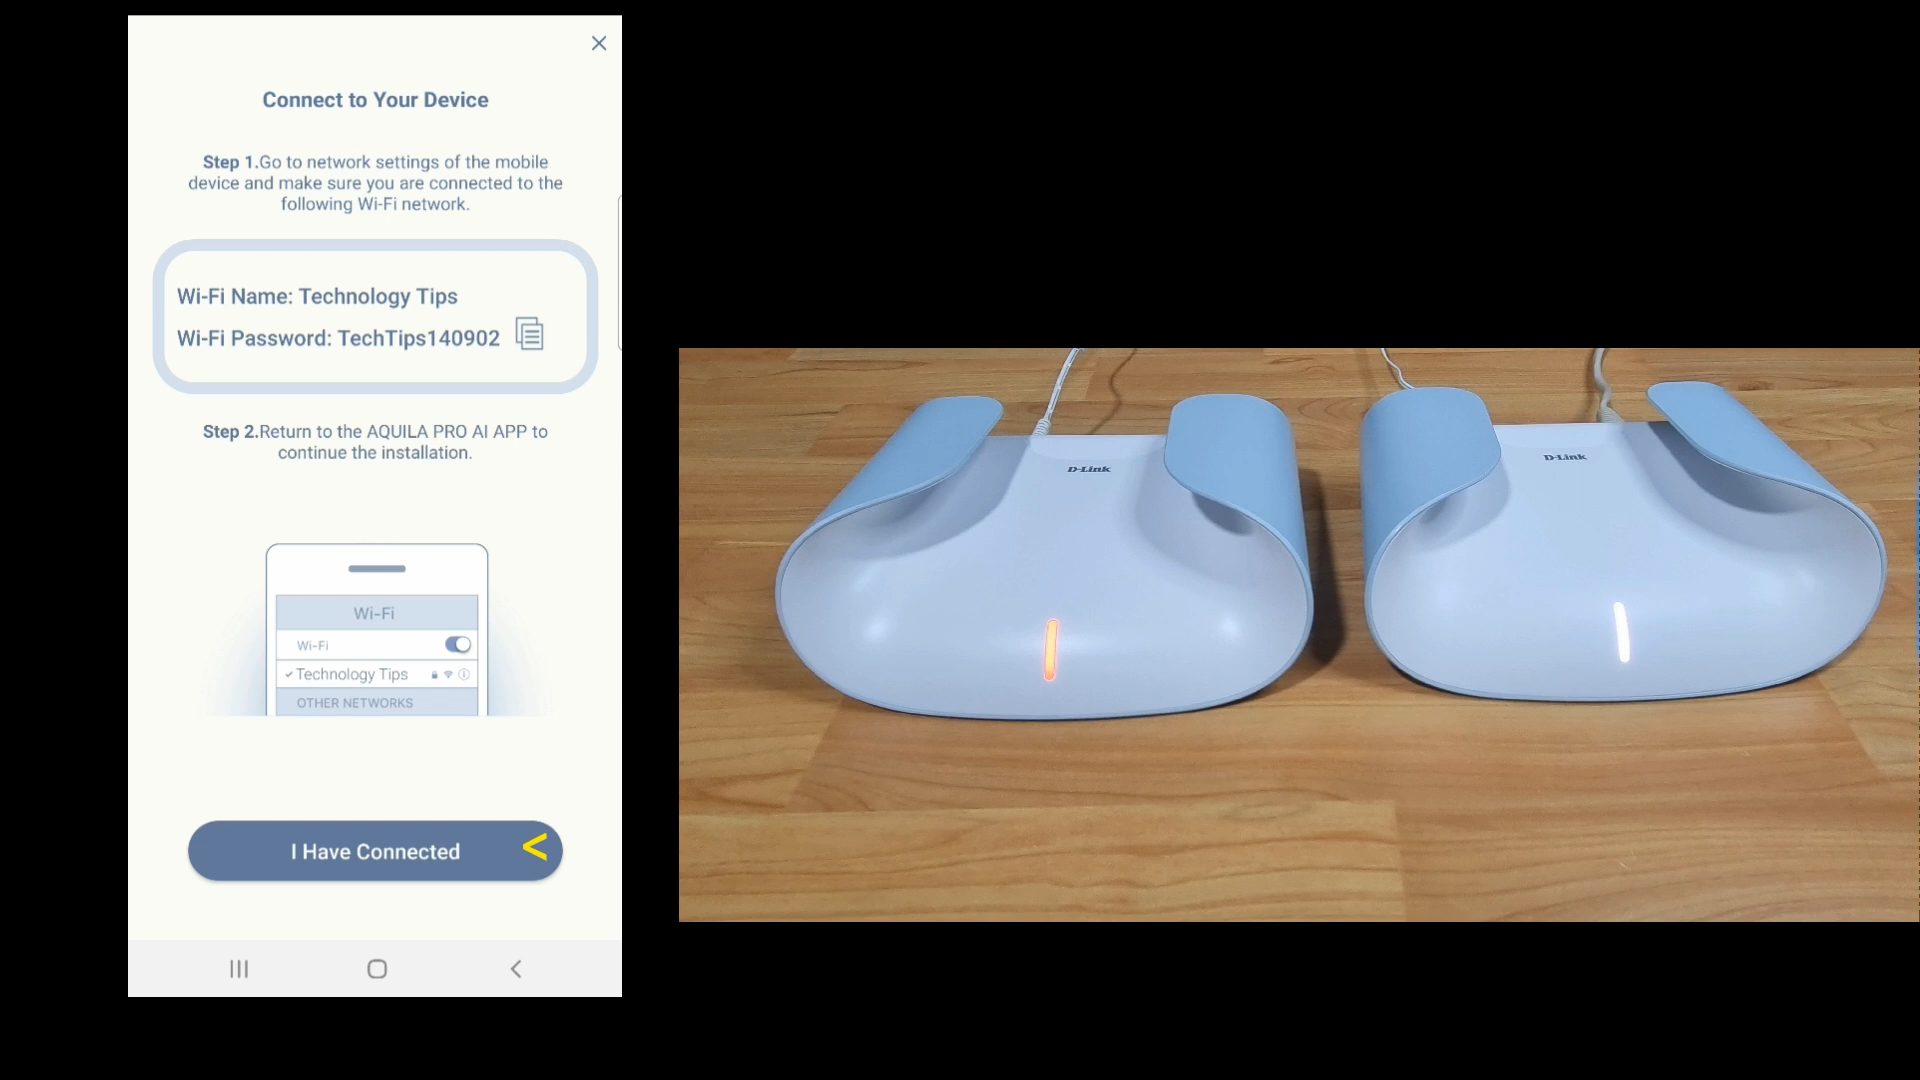 Connect to Your Device
Step 1.Go to network settings of the mobile
device and make sure you are connected to the
following Wi-Fi network.
Wi-Fi Name: Technology Tips
Wi-Fi Password: TechTips140902
Step 2.Return to the AQUILA PRO AI APP to
continue the installation.
Wi-Fi
Wi-Fi
Technology Tips
OTHER NETWORKS
I Have Connected <
D-Link
D-Link